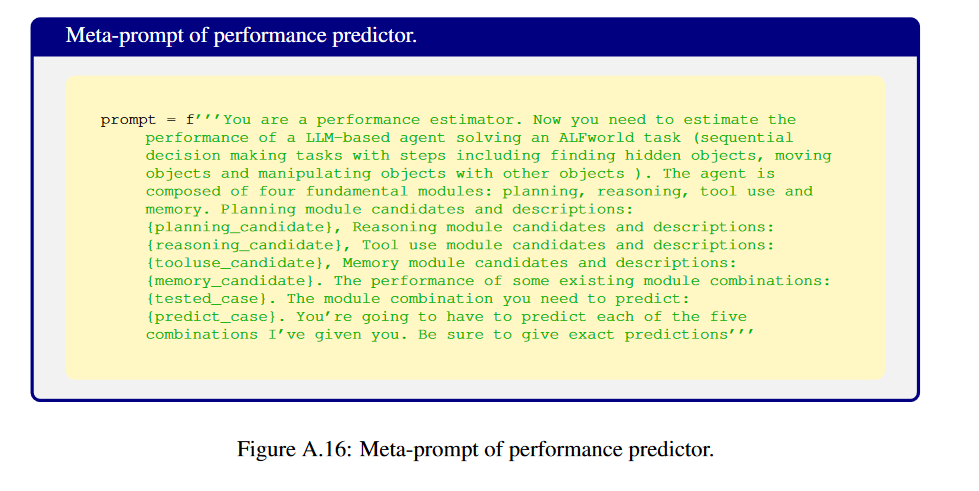 Meta-prompt of performance predictor.
prompt = f’’’You are a performance estimator. Now you need to estimate the
performance of a LLM-based agent solving an ALFworld task (sequential
decision making tasks with steps including finding hidden objects, moving
objects and manipulating objects with other objects ). The agent is
composed of four fundamental modules: planning, reasoning, tool use and
memory. Planning module candidates and descriptions:
{planning_candidate}, Reasoning module candidates and descriptions:
{reasoning_candidate}, Tool use module candidates and descriptions:
{tooluse_candidate}, Memory module candidates and descriptions:
{memory_candidate}. The performance of some existing module combinations:
{tested_case}. The module combination you need to predict:
{predict_case}. You’re going to have to predict each of the five
combinations I’ve given you. Be sure to give exact predictions’’’
Figure A.16: Meta-prompt of performance predictor.